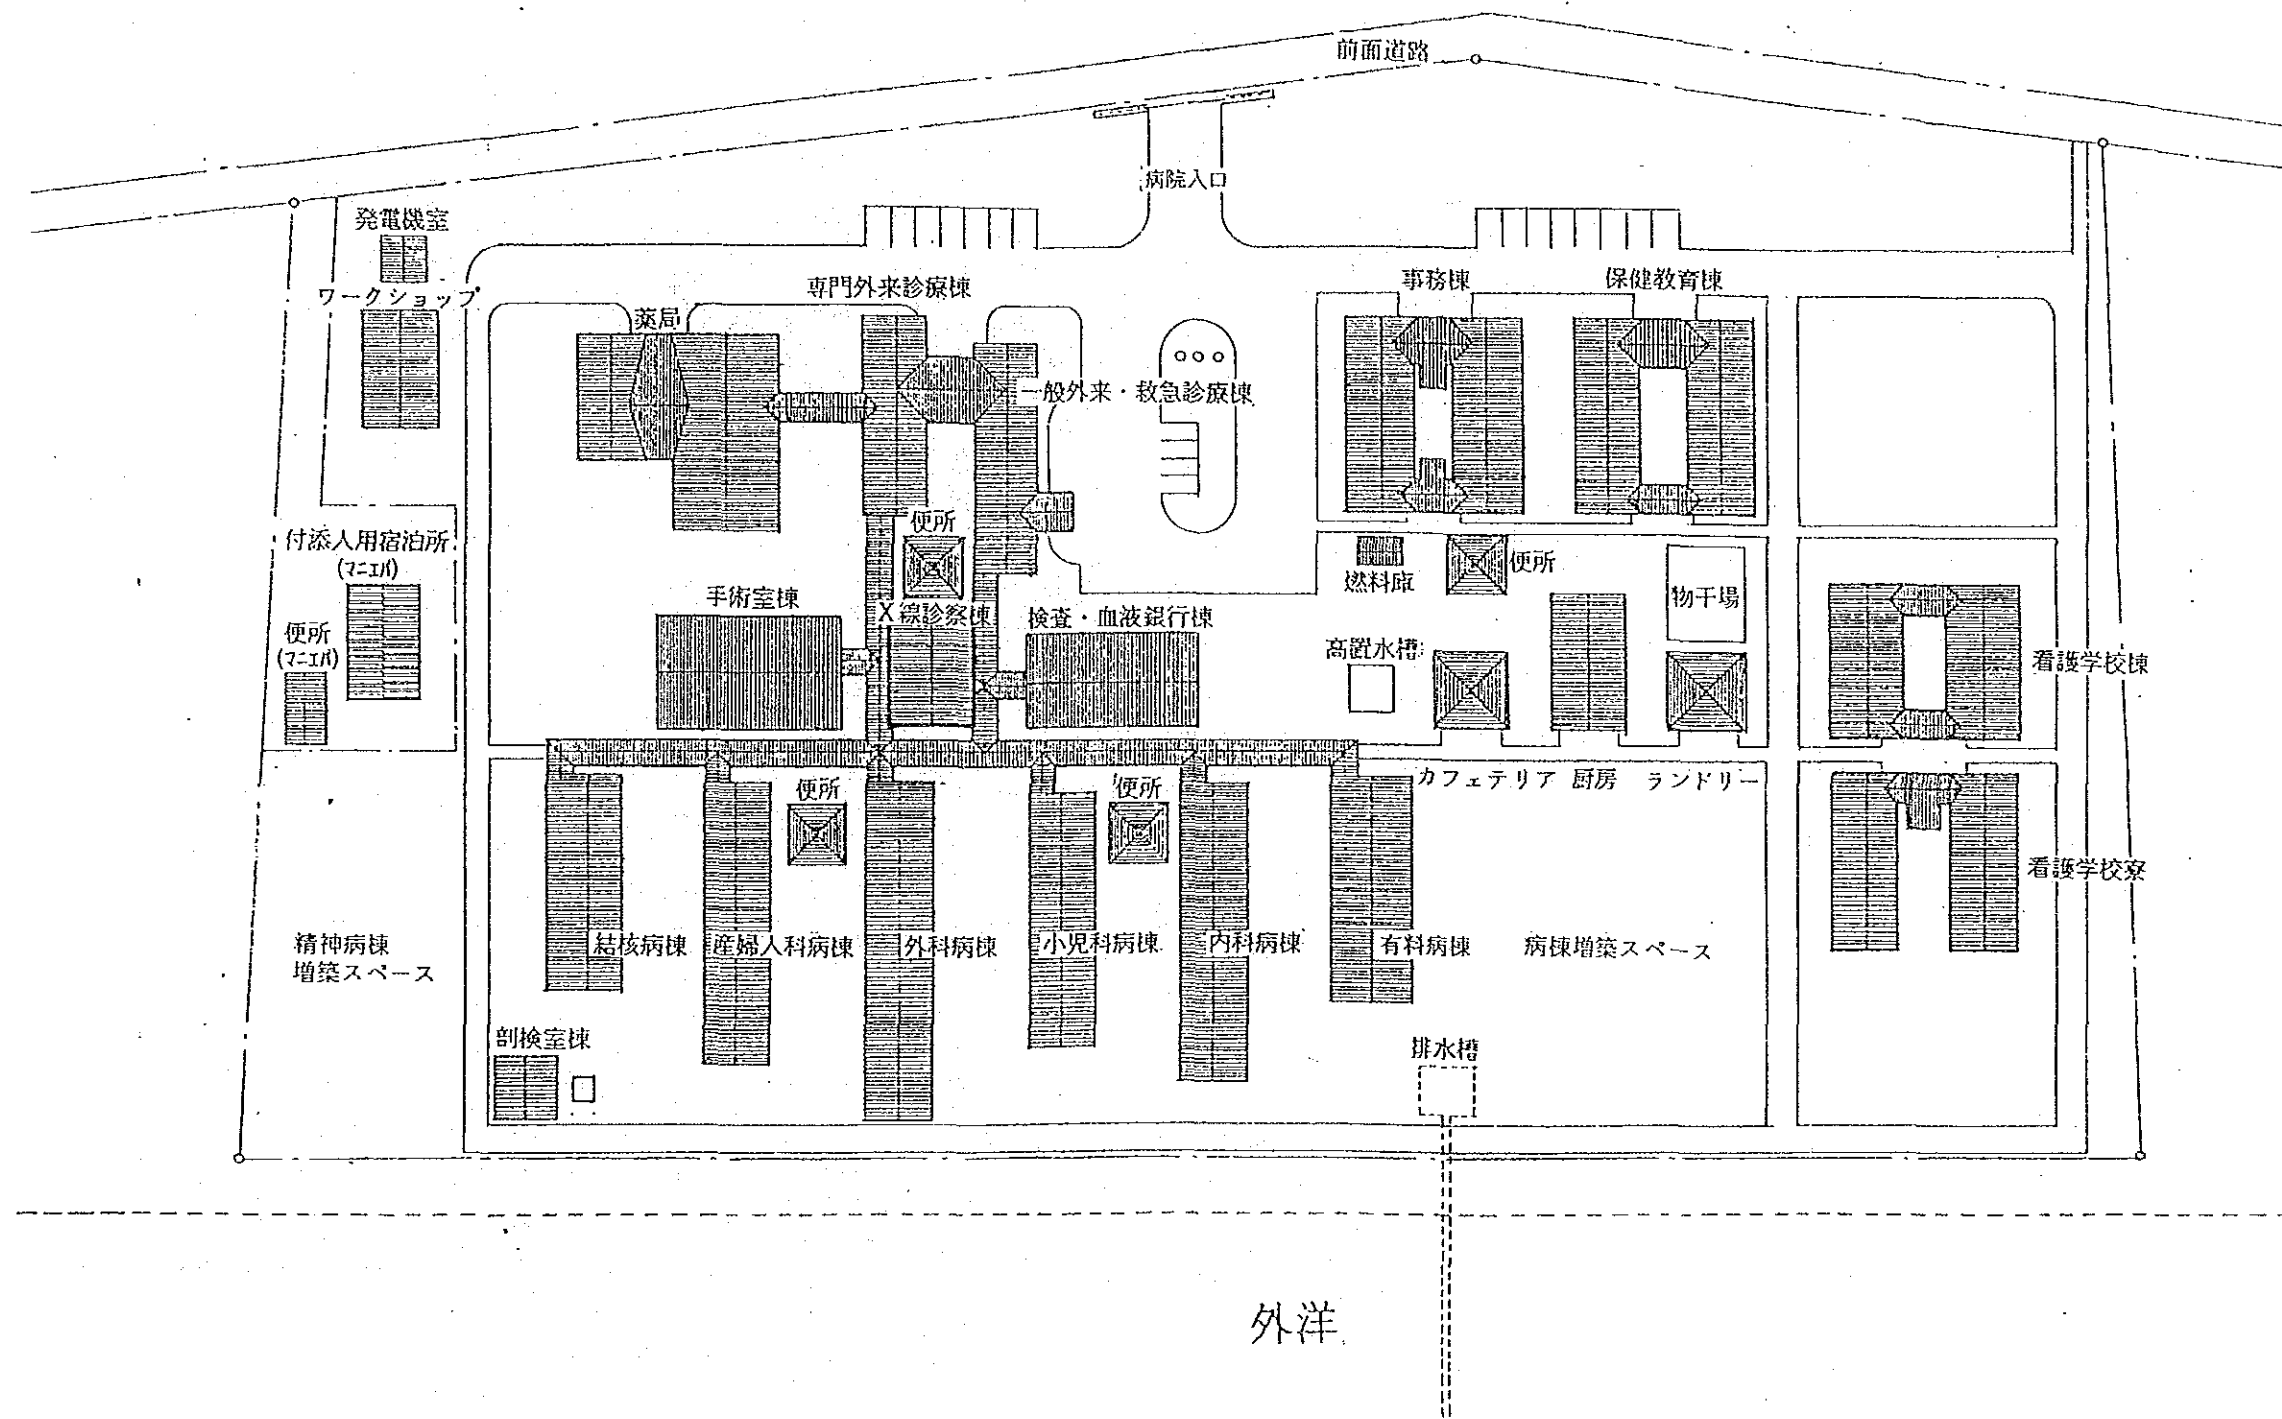 前面道路
病院入口
発電機室
ワークショップ
専門外来診療棟
事務棟
保健教育棟
薬局
一般外来・救急診療棟
便所
付添人用宿泊所
(マニエパ)
燃料庫
便所
物干場
手術室棟
X線診察棟
検査・血液銀行棟
便所
(マニエパ)
高置水槽
看護学校棟
カフェテリア
厨房
ランドリー
便所
便所
看護学校寮
精神病棟
増築スペース
結核病棟
産婦人科病棟
外科病棟
小児科病棟
内科病棟
有料病棟
病棟増築スペース
剖検室棟
排水槽
外洋